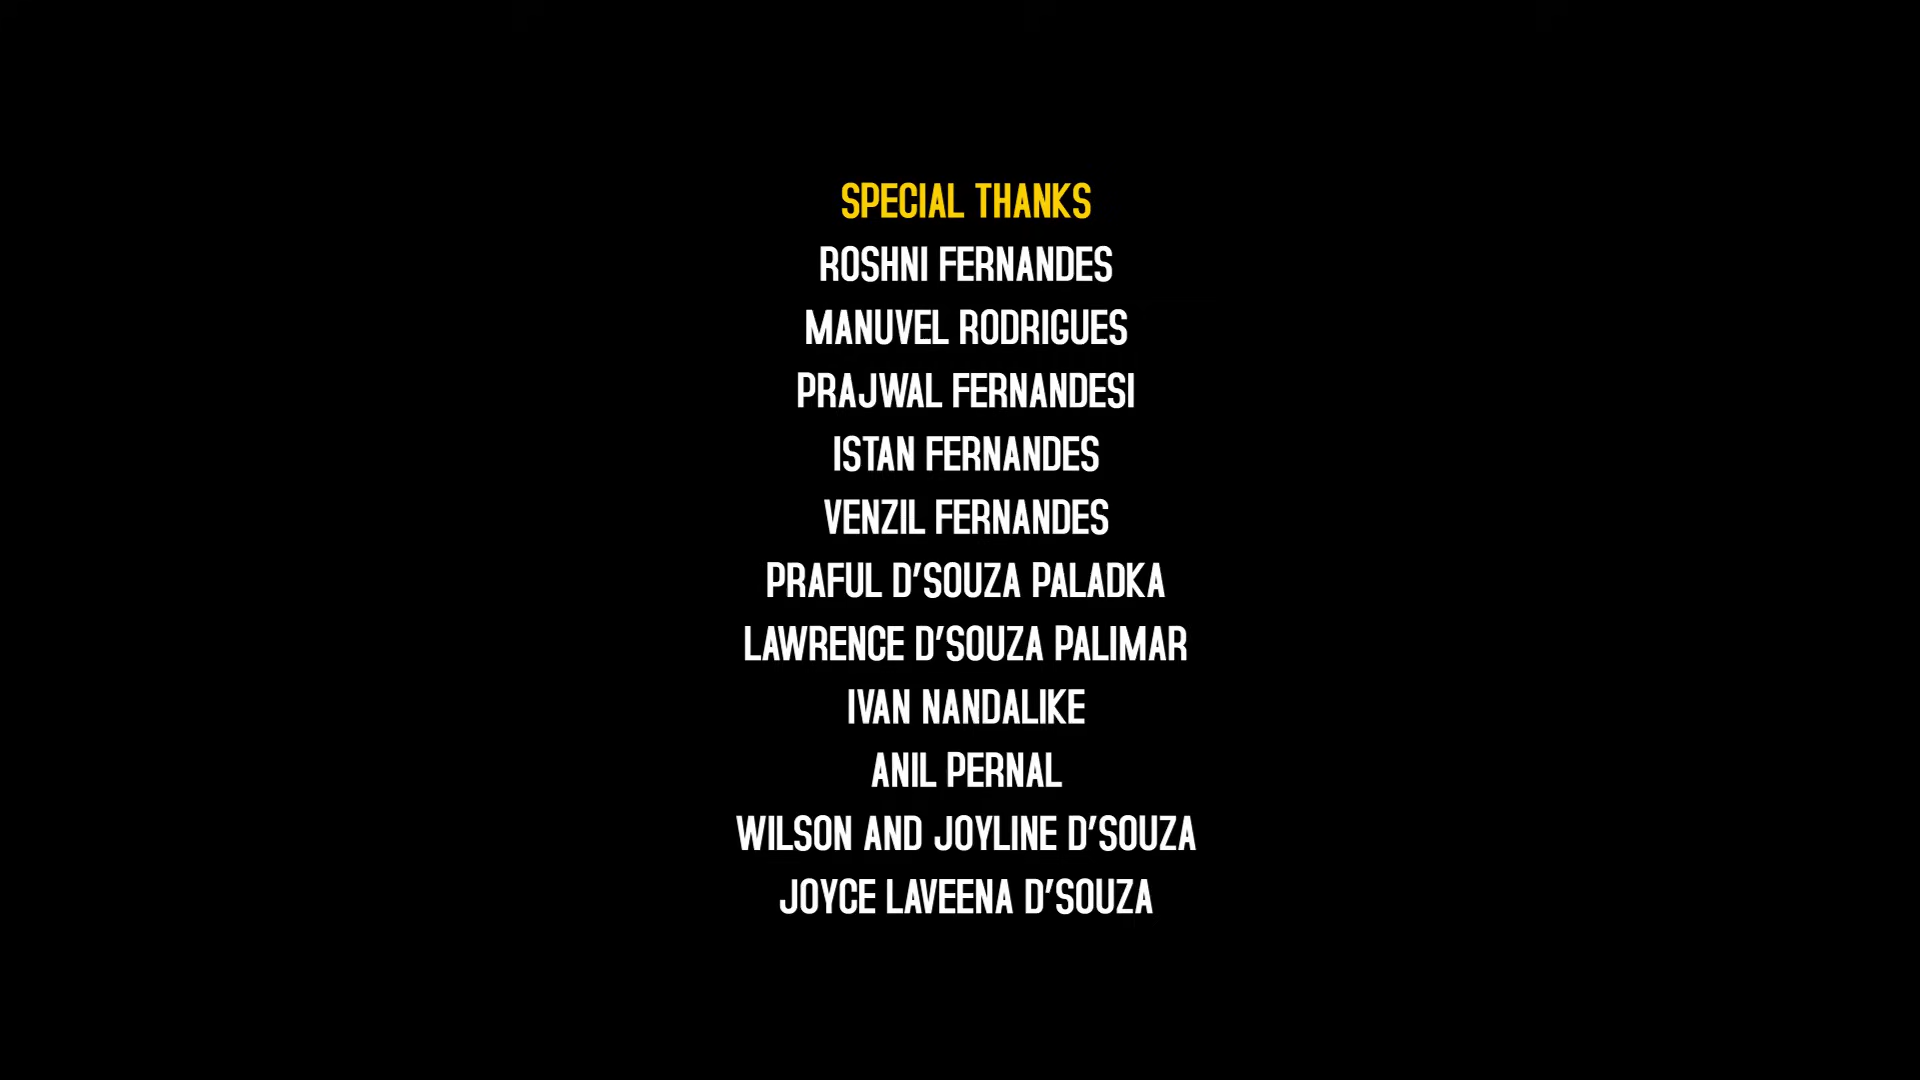 SPECIAL THANKS
ROSHNI FERNANDES
MANUVEL RODRIGUES
PRAJWAL FERNANDESI
ISTAN FERNANDES
VENZIL FERNANDES
PRAFUL D'SOUZA PALADKA
LAWRENCE D'SOUZA PALIMAR
IVAN NANDALIKE
ANIL PERNAL
WILSON AND JOYLINE D'SOUZA
JOYCE LAVEENA D'SOUZA